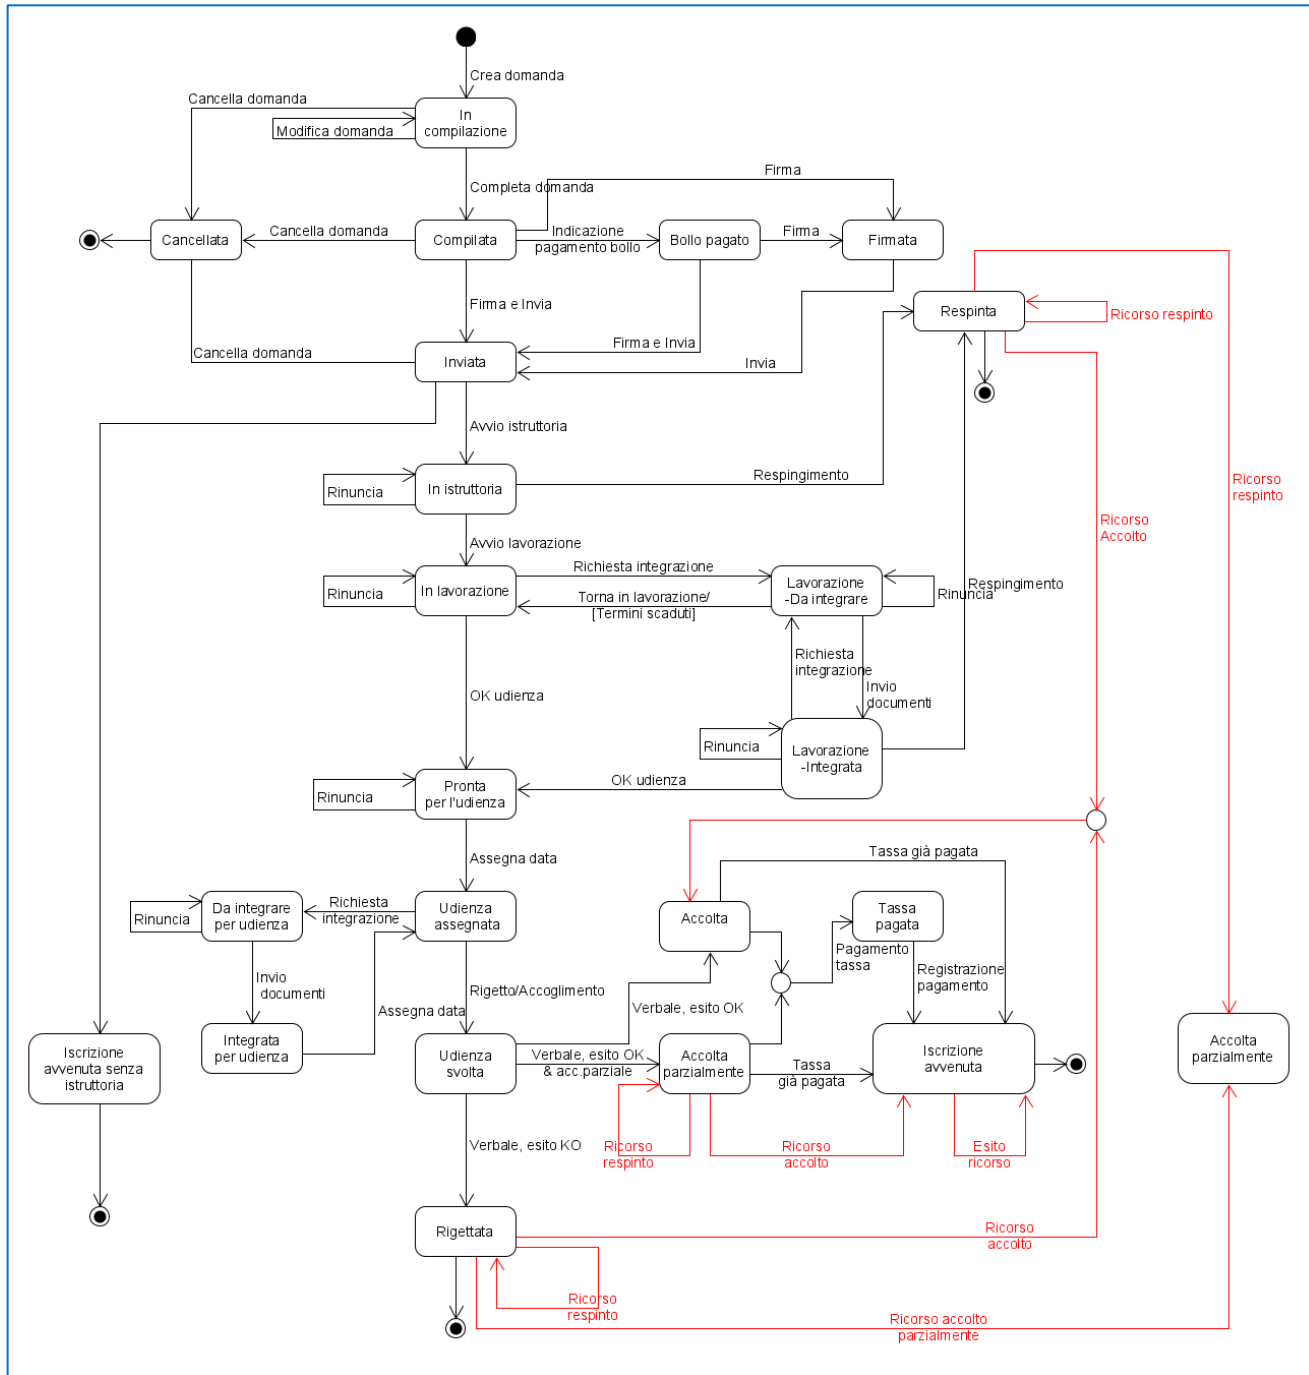 Crea domanda
Cancella domanda
In
compilazione
Modifica domanda
Firma
Completa domanda
Cancellata
Cancella domanda
Compilata
Indicazione
pagamento bollo
Bollo pagato
Firma
Firmata
Firma e Invia
Respinta
Ricorso respinto
Cancella domanda
Inviata
Firma e Invia
Invia
Avvio istruttoria
Rinuncia
In istruttoria
Respingimento
Ricorso
respinto
Ricorso
Accolto
Avvio lavorazione
Rinuncia
In lavorazione
Richiesta integrazione
Torna in lavorazione/
[Termini scaduti]
Lavorazione
-Da integrare
Rinuncia
Respingimento
Richiesta
integrazione
Invio
documenti
OK udienza
Rinuncia
Lavorazione
-Integrata
Rinuncia
Pronta
per l'udienza
OK udienza
Assegna data
Tassa già pagata
Rinuncia
Da integrare
per udienza
Richiesta
integrazione
Udienza
assegnata
Accolta
Tassa
pagata
Pagamento
tassa
Invio
documenti
Rigetto/Accoglimento
Registrazione
pagamento
Assegna data
Verbale, esito OK
Integrata
per udienza
Iscrizione
avvenuta senza
istruttoria
Udienza
svolta
Verbale, esito OK
& acc.parziale
Accolta
parzialmente
Tassa
già pagata
Iscrizione
avvenuta
Accolta
parzialmente
Verbale, esito KO
Ricorso
respinto
Ricorso
accolto
Esito
ricorso
Rigettata
Ricorso
accolto
Ricorso
respinto
Ricorso accolto
parzialmente